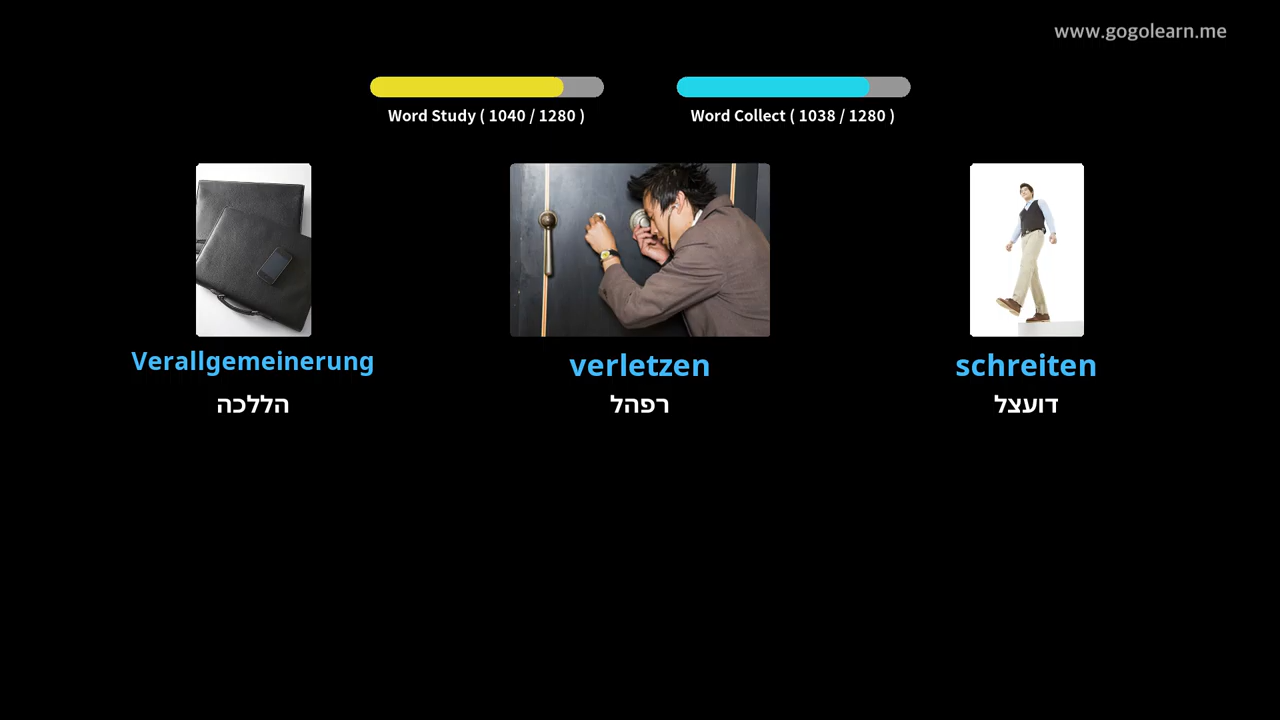 www.gogolearn.me
Word Study ( 1040 / 1280 )
Word Collect ( 1038 / 1280 )
Verallgemeinerung
verletzen
schreiten
הללכה
רפהל
דועצל